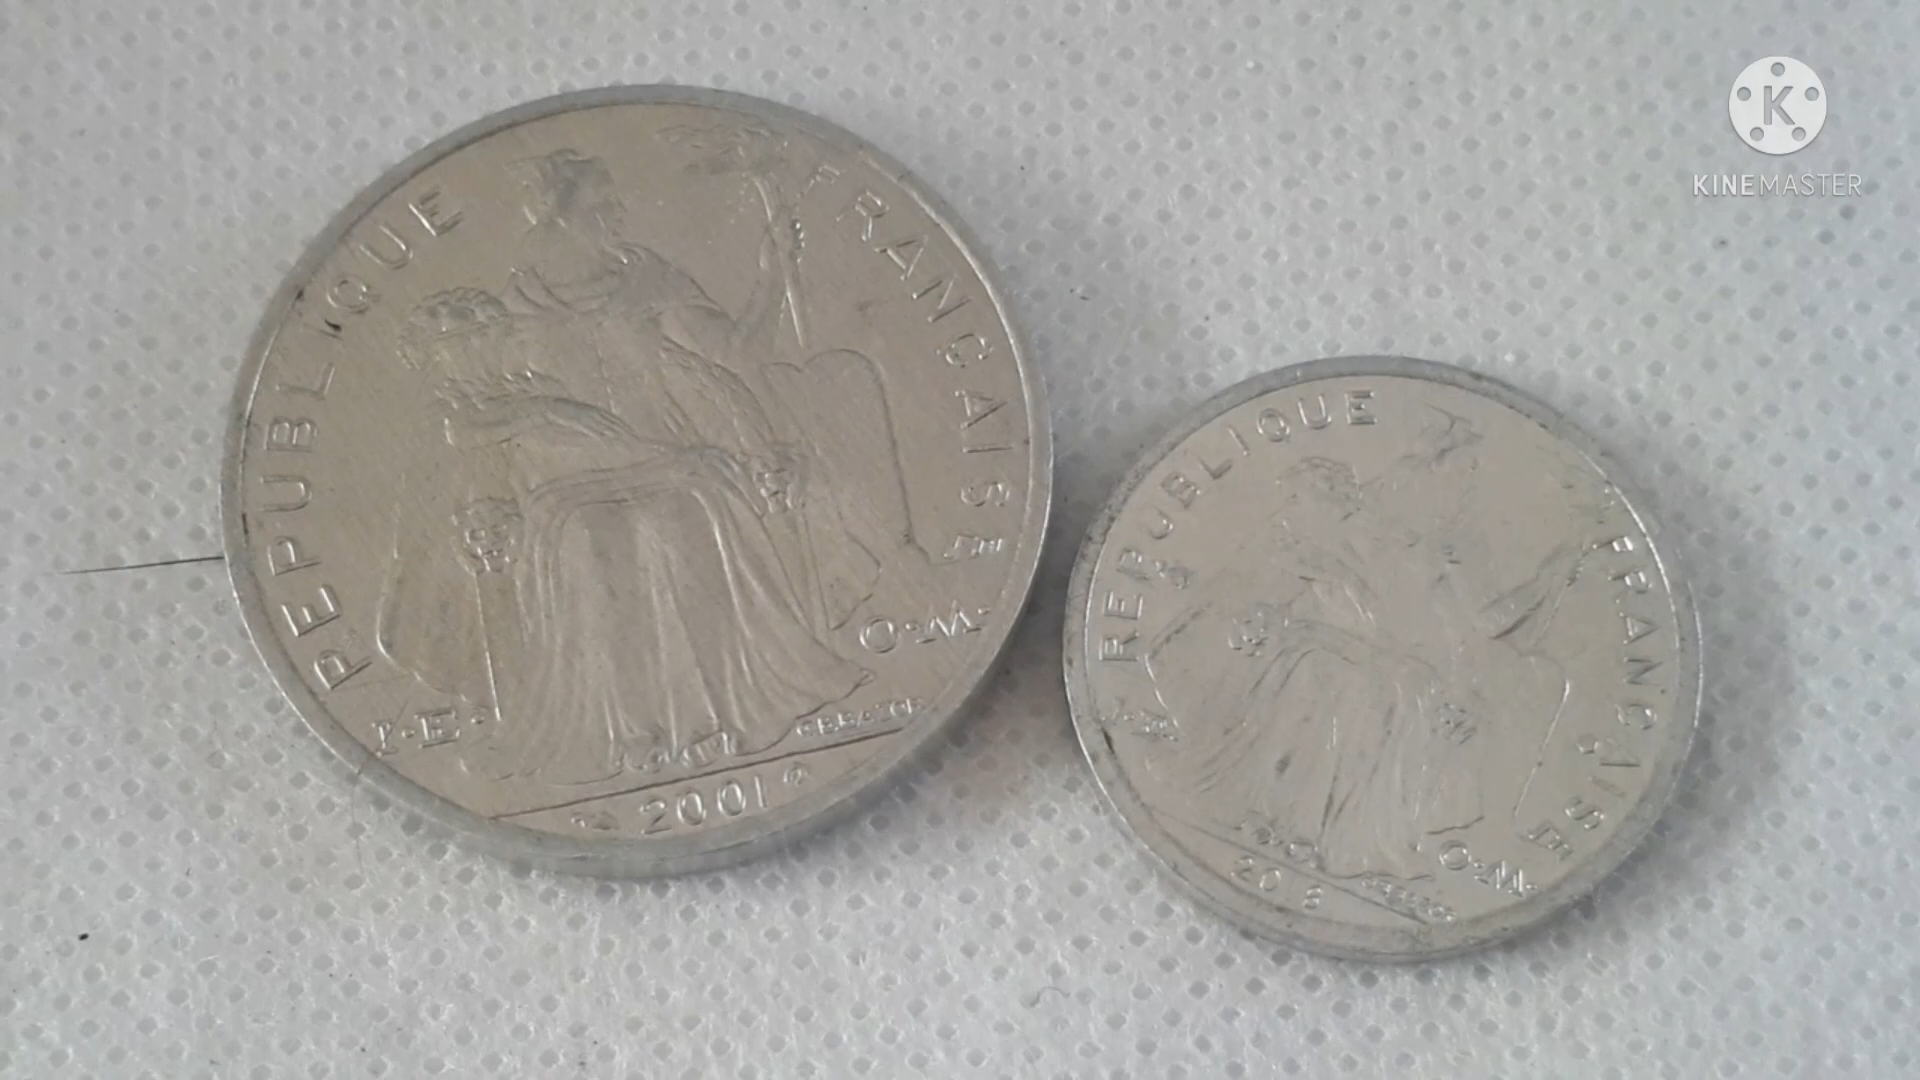 KINEMASTER
REPUBLIQUE FRANÇAISE
I·E·O·M·
2001
REPUBLIQUE FRANÇAISE
O·M·